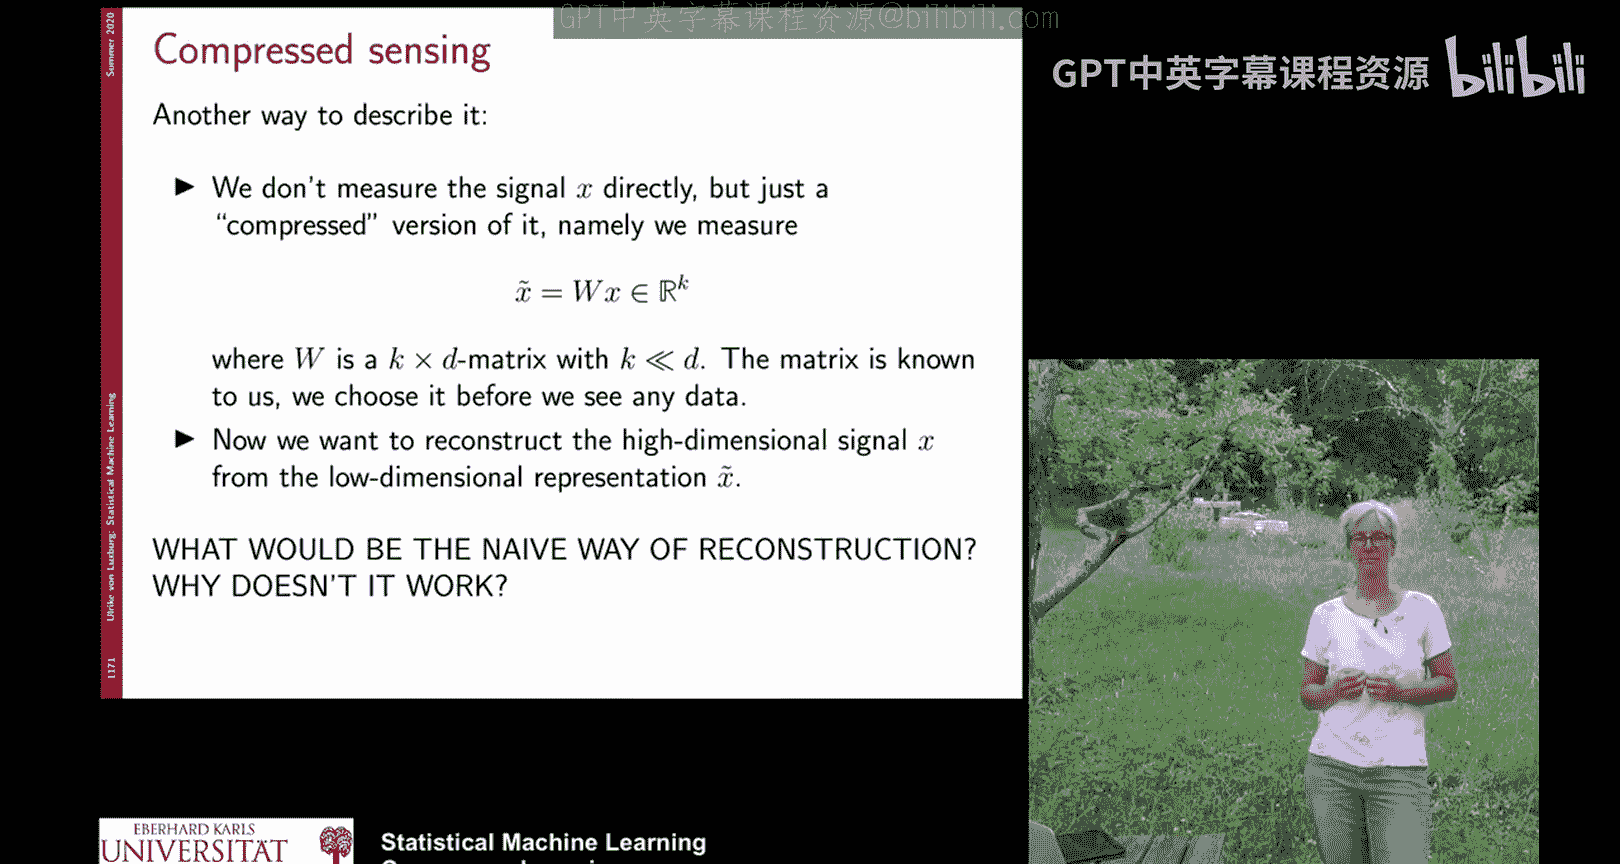 GPT中英字幕课程资源@bilibili.com
Summer 2020
Compressed sensing
GPT中英字幕课程资源 bilibili
Another way to describe it:
► We don't measure the signal x directly, but just a
“compressed” version of it, namely we measure
x̃ = Wx ∈ ℝᵏ
where W is a k × d-matrix with k ≪ d. The matrix is known
to us, we choose it before we see any data.
► Now we want to reconstruct the high-dimensional signal x
from the low-dimensional representation x̃.
WHAT WOULD BE THE NAIVE WAY OF RECONSTRUCTION?
WHY DOESN'T IT WORK?
Ulrike von Luxburg: Statistical Machine Learning
1171
EBERHARD KARLS
UNIVERSITÄT
Statistical Machine Learning